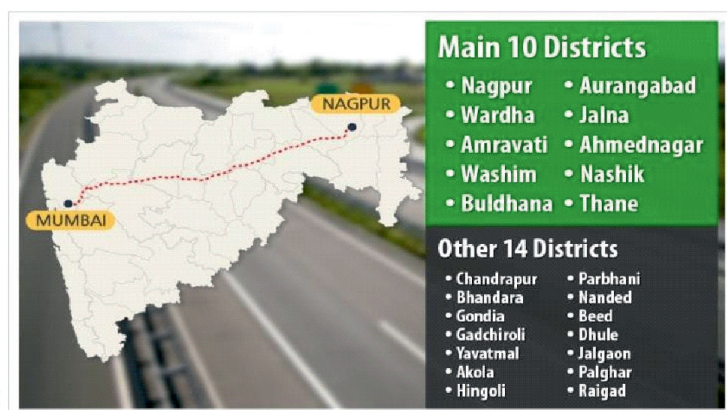 NAGPUR
MUMBAI
Main 10 Districts
• Nagpur
• Wardha
• Amravati
• Washim
• Buldhana
• Aurangabad
• Jalna
• Ahmednagar
• Nashik
• Thane
Other 14 Districts
• Chandrapur
• Bhandara
• Gondia
• Gadchiroli
• Yavatmal
• Akola
• Hingoli
• Parbhani
• Nanded
• Beed
• Dhule
• Jalgaon
• Palghar
• Raigad